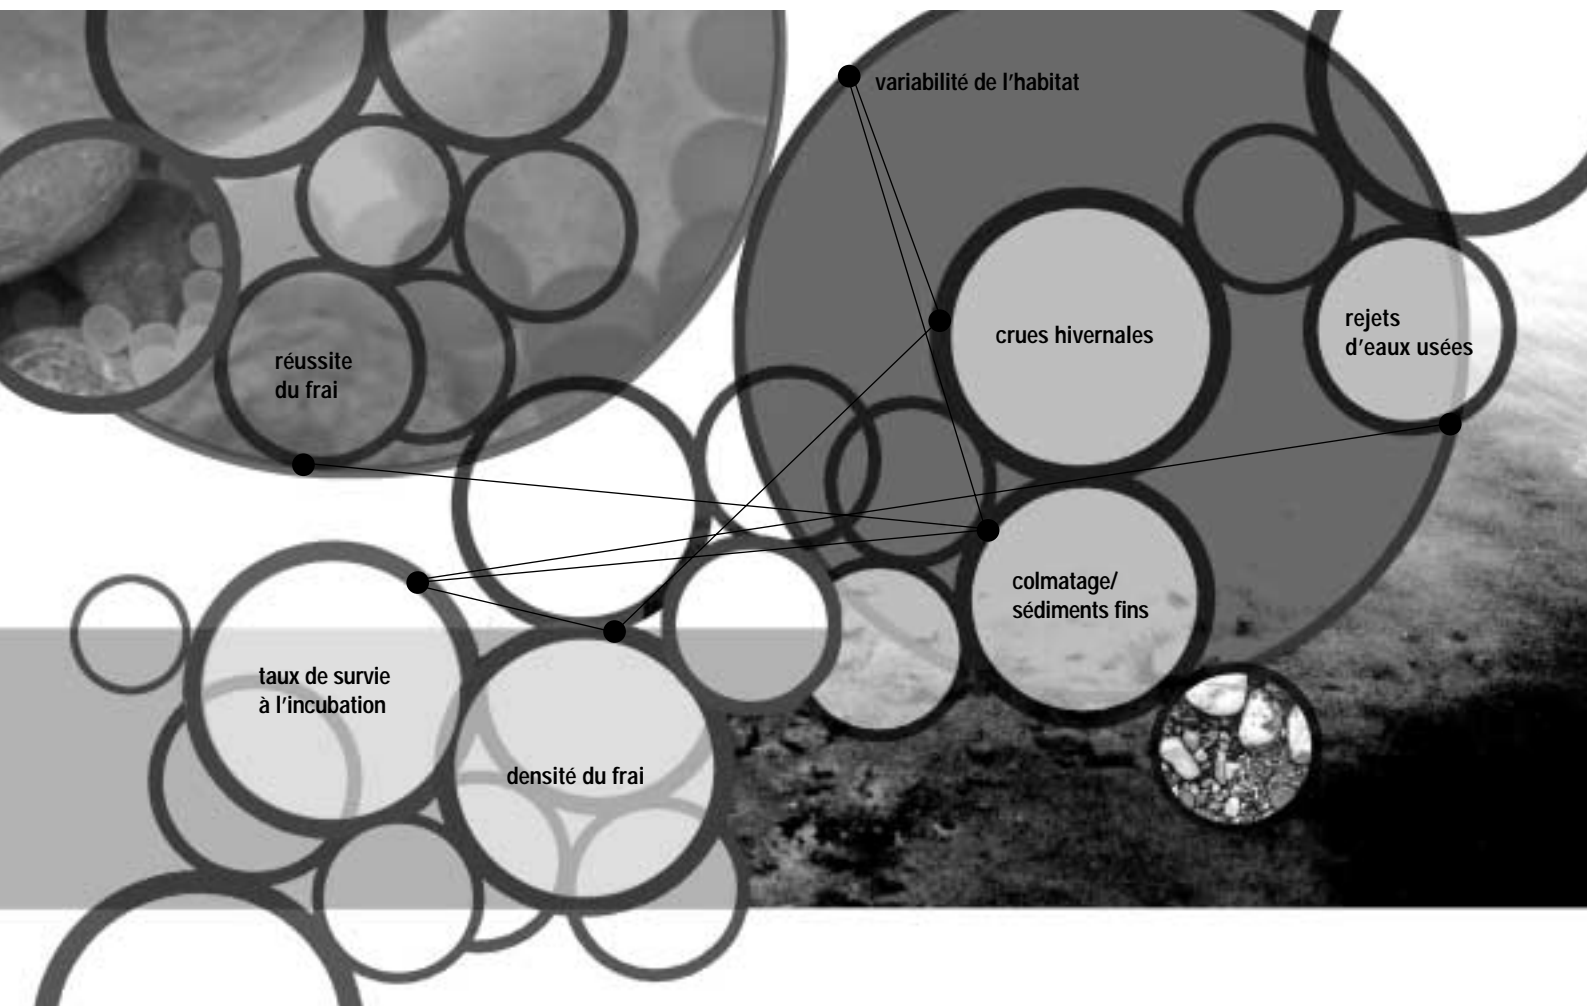 variabilité de l'habitat
crues hivernales
rejets
d'eaux usées
réussite
du frai
colmatage/
sédiments fins
taux de survie
à l'incubation
densité du frai